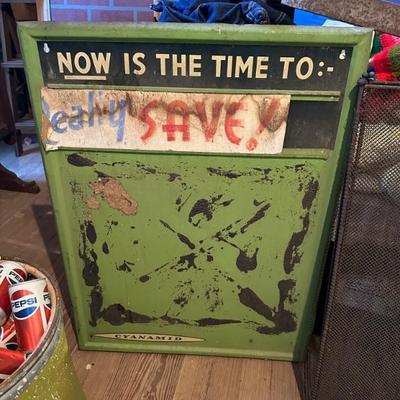 NOW IS THE TIME TO:-
Really SAVE!
CYANAMID
PEPSI